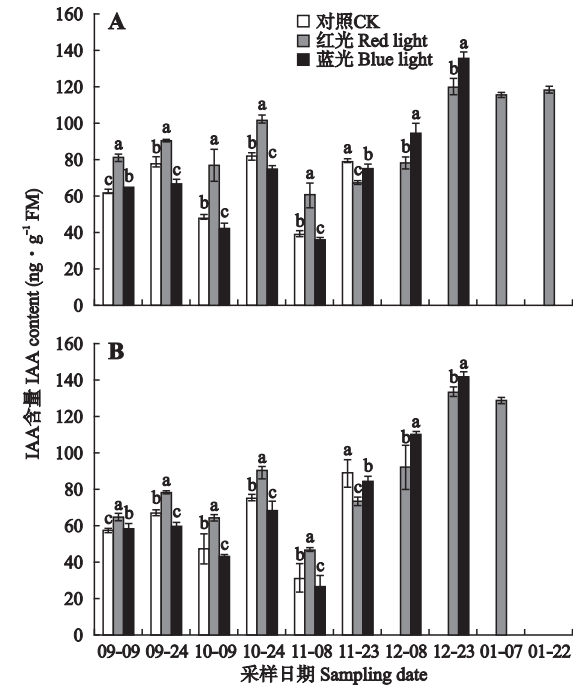 A
对照CK
红光 Red light
蓝光 Blue light
160
140
120
100
80
60
40
20
0
c a b
b a c
b a c
b a c
b a c
a c b
b a
b a
B
160
140
120
100
80
60
40
20
0
c a b
b a c
b a c
b a c
b a c
a c b
b a
b a
IAA含量 IAA content (ng·g⁻¹ FM)
09-09 09-24 10-09 10-24 11-08 11-23 12-08 12-23 01-07 01-22
采样日期 Sampling date